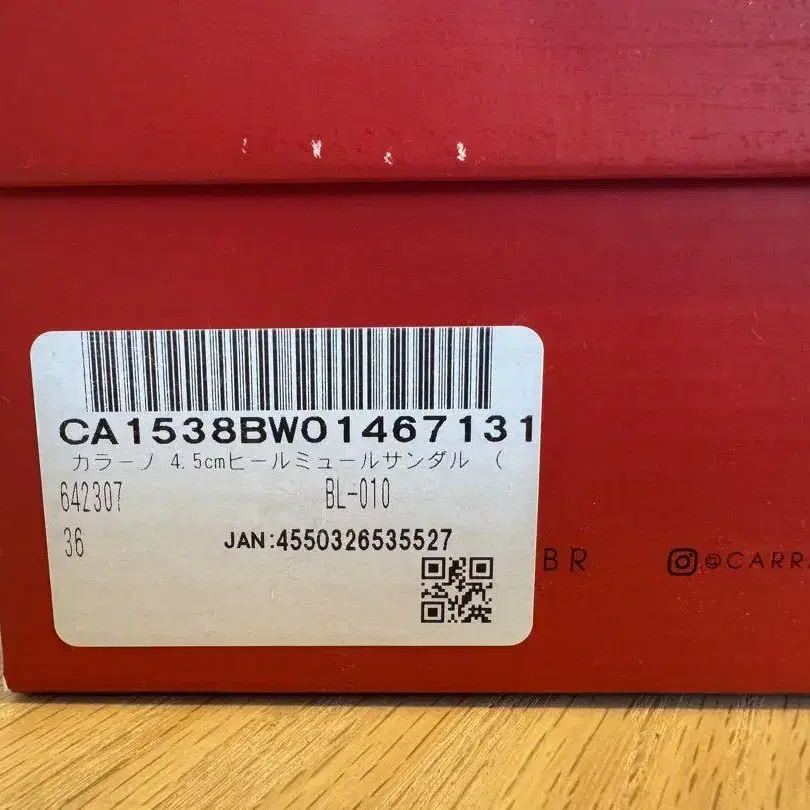 CA1538BW01467131
カラーノ 4.5cmヒールミュールサンダル (
642307 BL-010
36 JAN:4550326535527
BR @CARR